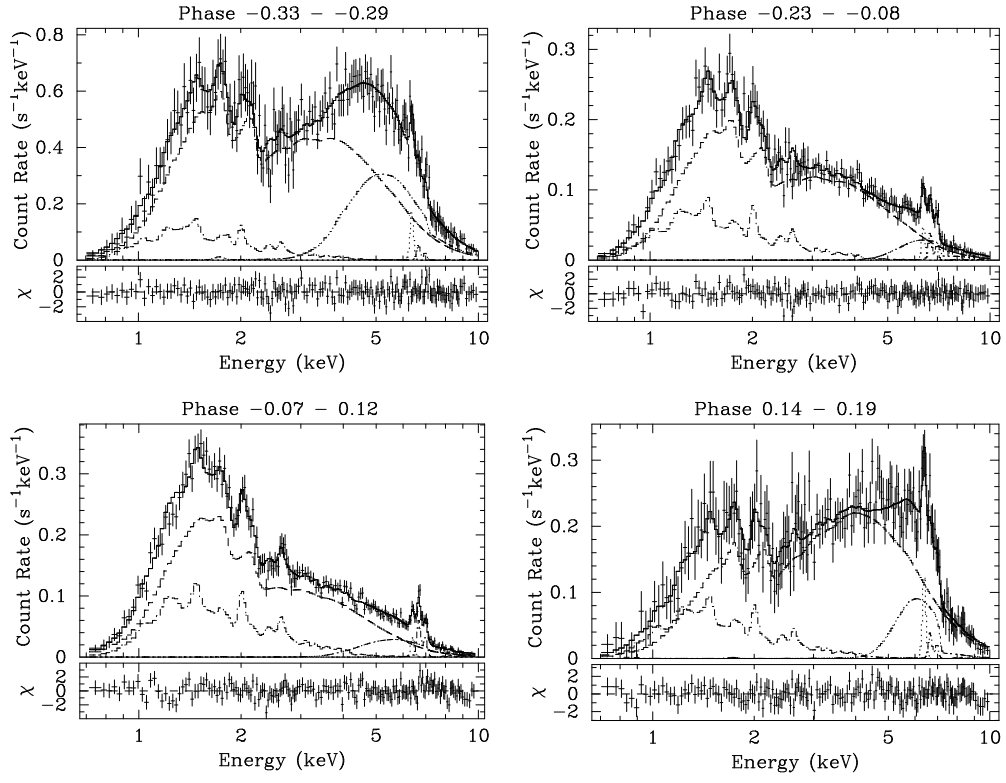 Phase −0.33 − −0.29
Count Rate (s⁻¹keV⁻¹)
0.8
0.6
0.4
0.2
0
χ
2
0
−2
1
2
5
10
Energy (keV)
Phase −0.23 − −0.08
Count Rate (s⁻¹keV⁻¹)
0.3
0.2
0.1
0
χ
2
0
−2
1
2
5
10
Energy (keV)
Phase −0.07 − 0.12
Count Rate (s⁻¹keV⁻¹)
0.3
0.2
0.1
0
χ
2
0
−2
1
2
5
10
Energy (keV)
Phase 0.14 − 0.19
Count Rate (s⁻¹keV⁻¹)
0.3
0.2
0.1
0
χ
2
0
−2
1
2
5
10
Energy (keV)